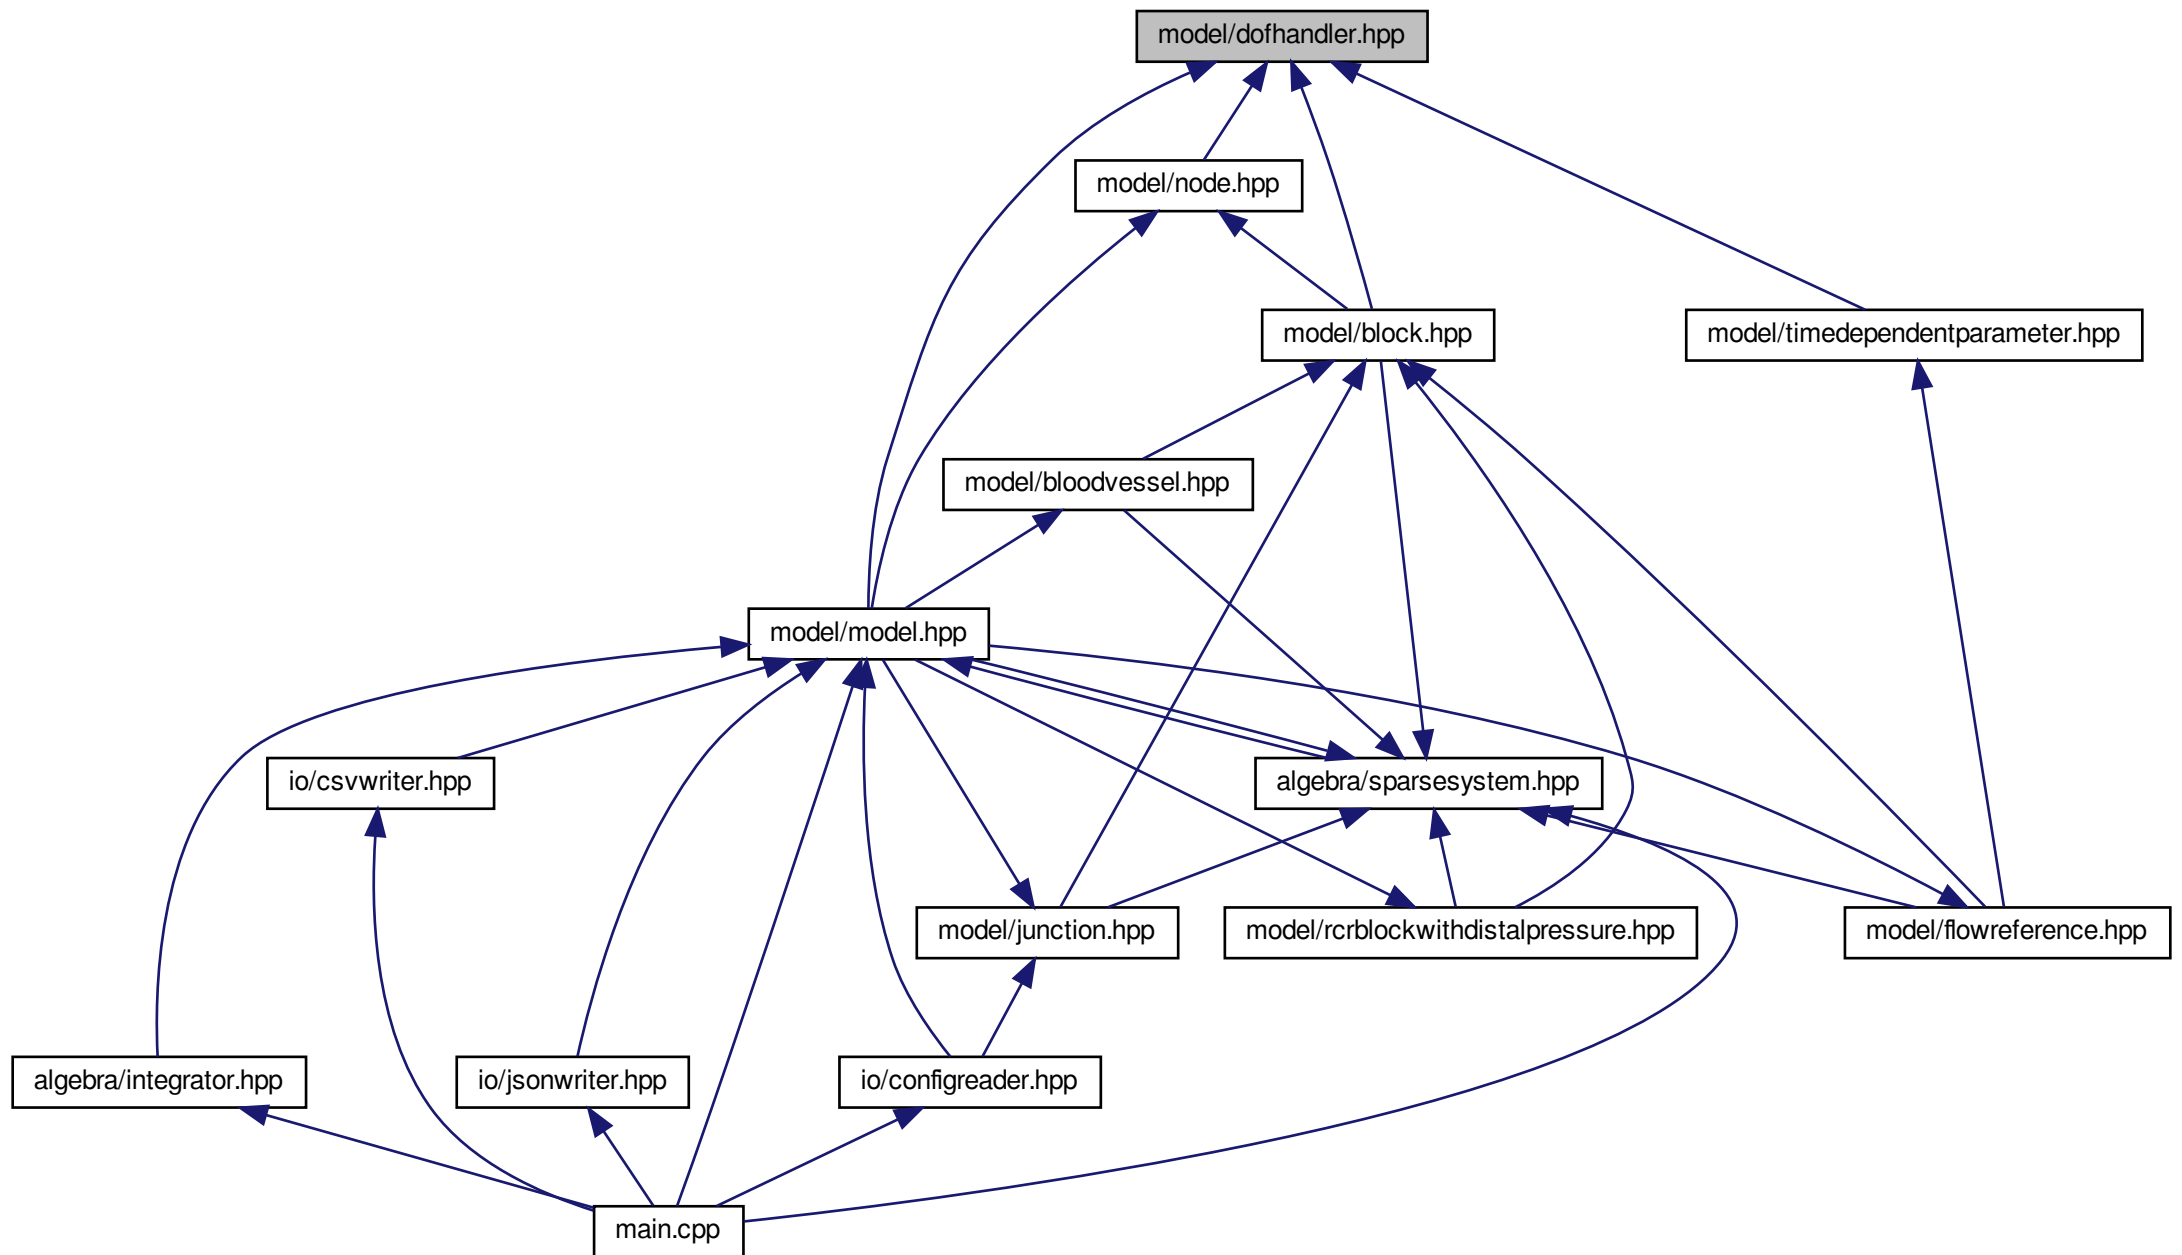 model/dofhandler.hpp
model/node.hpp
model/block.hpp
model/timedependentparameter.hpp
model/bloodvessel.hpp
model/model.hpp
io/csvwriter.hpp
algebra/sparsesystem.hpp
model/junction.hpp
model/rcrblockwithdistalpressure.hpp
model/flowreference.hpp
algebra/integrator.hpp
io/jsonwriter.hpp
io/configreader.hpp
main.cpp